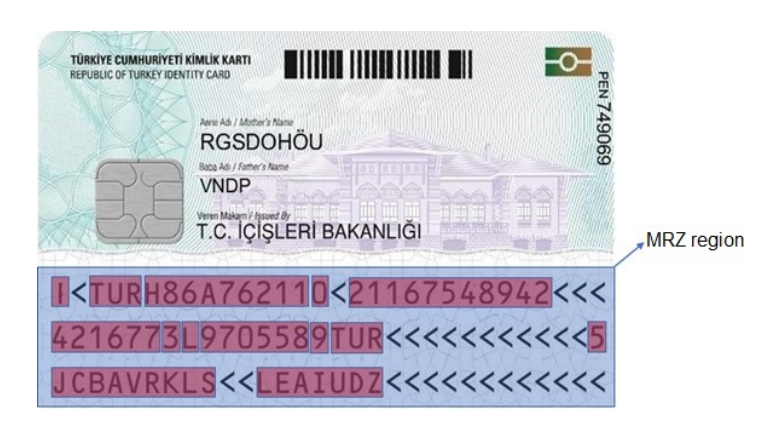 TÜRKİYE CUMHURİYETİ KİMLİK KARTI
REPUBLIC OF TURKEY IDENTITY CARD
PEN 749069
Anne Adı / Mother's Name
RGSDOHÖU
Baba Adı / Father's Name
VNDP
Veren Makam / Issued By
T.C. İÇİŞLERİ BAKANLIĞI
MRZ region
I<TURH86A762110<21167548942<<<
4216773L9705589TUR<<<<<<<<<<<5
JCBAVRKLS<<LEAIUDZ<<<<<<<<<<<<